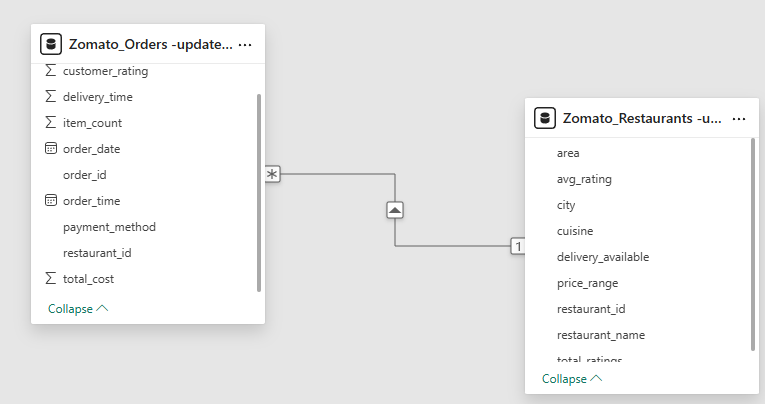 Zomato_Orders -update... ...
customer_rating
delivery_time
item_count
order_date
order_id
order_time
payment_method
restaurant_id
total_cost
Collapse
*
1
Zomato_Restaurants -u... ...
area
avg_rating
city
cuisine
delivery_available
price_range
restaurant_id
restaurant_name
total_ratings
Collapse